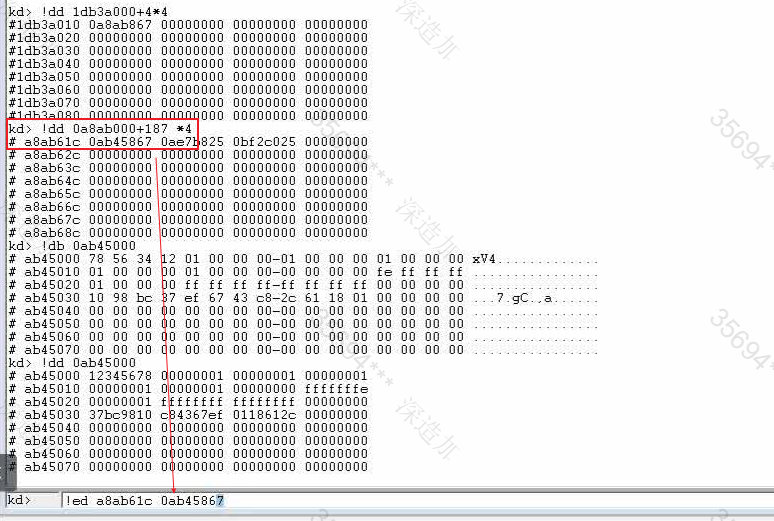 kd> !dd 1db3a000+4*4
#1db3a010 0a8ab867 00000000 00000000 00000000
#1db3a020 00000000 00000000 00000000 00000000
#1db3a030 00000000 00000000 00000000 00000000
#1db3a040 00000000 00000000 00000000 00000000
#1db3a050 00000000 00000000 00000000 00000000
#1db3a060 00000000 00000000 00000000 00000000
#1db3a070 00000000 00000000 00000000 00000000
#1db3a080 00000000 00000000 00000000 00000000
kd> !dd 0a8ab000+187 *4
# a8ab61c 0ab45867 0ae7b825 0bf2c025 00000000
# a8ab62c 00000000 00000000 00000000 00000000
# a8ab63c 00000000 00000000 00000000 00000000
# a8ab64c 00000000 00000000 00000000 00000000
# a8ab65c 00000000 00000000 00000000 00000000
# a8ab66c 00000000 00000000 00000000 00000000
# a8ab67c 00000000 00000000 00000000 00000000
# a8ab68c 00000000 00000000 00000000 00000000
kd> !db 0ab45000
# ab45000 78 56 34 12 01 00 00 00-01 00 00 00 01 00 00 00 xV4.............
# ab45010 01 00 00 00 01 00 00 00-00 00 00 00 fe ff ff ff ................
# ab45020 01 00 00 00 ff ff ff ff-ff ff ff ff 00 00 00 00 ................
# ab45030 10 98 bc 37 ef 67 43 c8-2c 61 18 01 00 00 00 00 ...7.gC.,a......
# ab45040 00 00 00 00 00 00 00 00-00 00 00 00 00 00 00 00 ................
# ab45050 00 00 00 00 00 00 00 00-00 00 00 00 00 00 00 00 ................
# ab45060 00 00 00 00 00 00 00 00-00 00 00 00 00 00 00 00 ................
# ab45070 00 00 00 00 00 00 00 00-00 00 00 00 00 00 00 00 ................
kd> !dd 0ab45000
# ab45000 12345678 00000001 00000001 00000001
# ab45010 00000001 00000001 00000000 fffffffe
# ab45020 00000001 ffffffff ffffffff 00000000
# ab45030 37bc9810 c84367ef 0118612c 00000000
# ab45040 00000000 00000000 00000000 00000000
# ab45050 00000000 00000000 00000000 00000000
# ab45060 00000000 00000000 00000000 00000000
# ab45070 00000000 00000000 00000000 00000000
kd> !ed a8ab61c 0ab45867
深造加
35694***
35694***
深造加
35694***
35694***
深造加